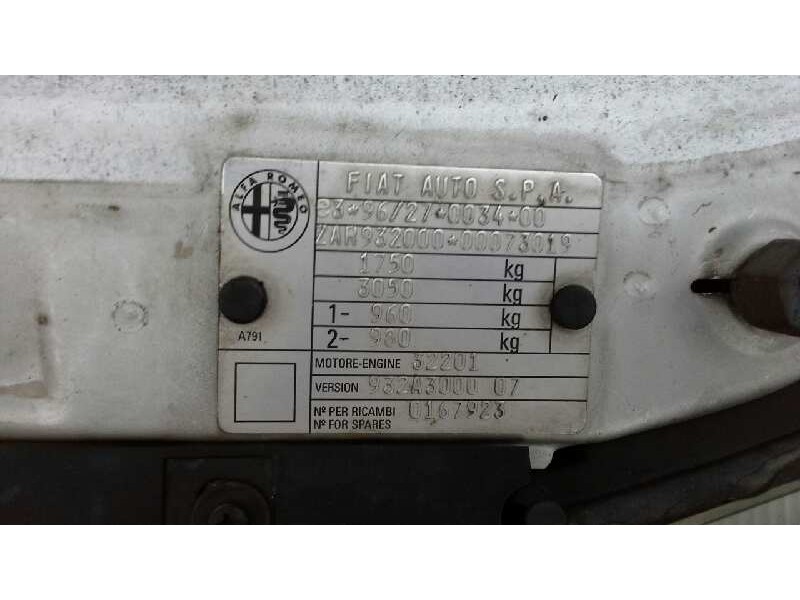 ALFA ROMEO
FIAT AUTO S.P.A.
e3*96/27*0034*00
ZAR932000*00073019
1750 kg
3050 kg
1- 960 kg
2- 980 kg
A791
MOTORE-ENGINE 32201
VERSION 932A3000 07
Nº PER RICAMBI 0167923
Nº FOR SPARES